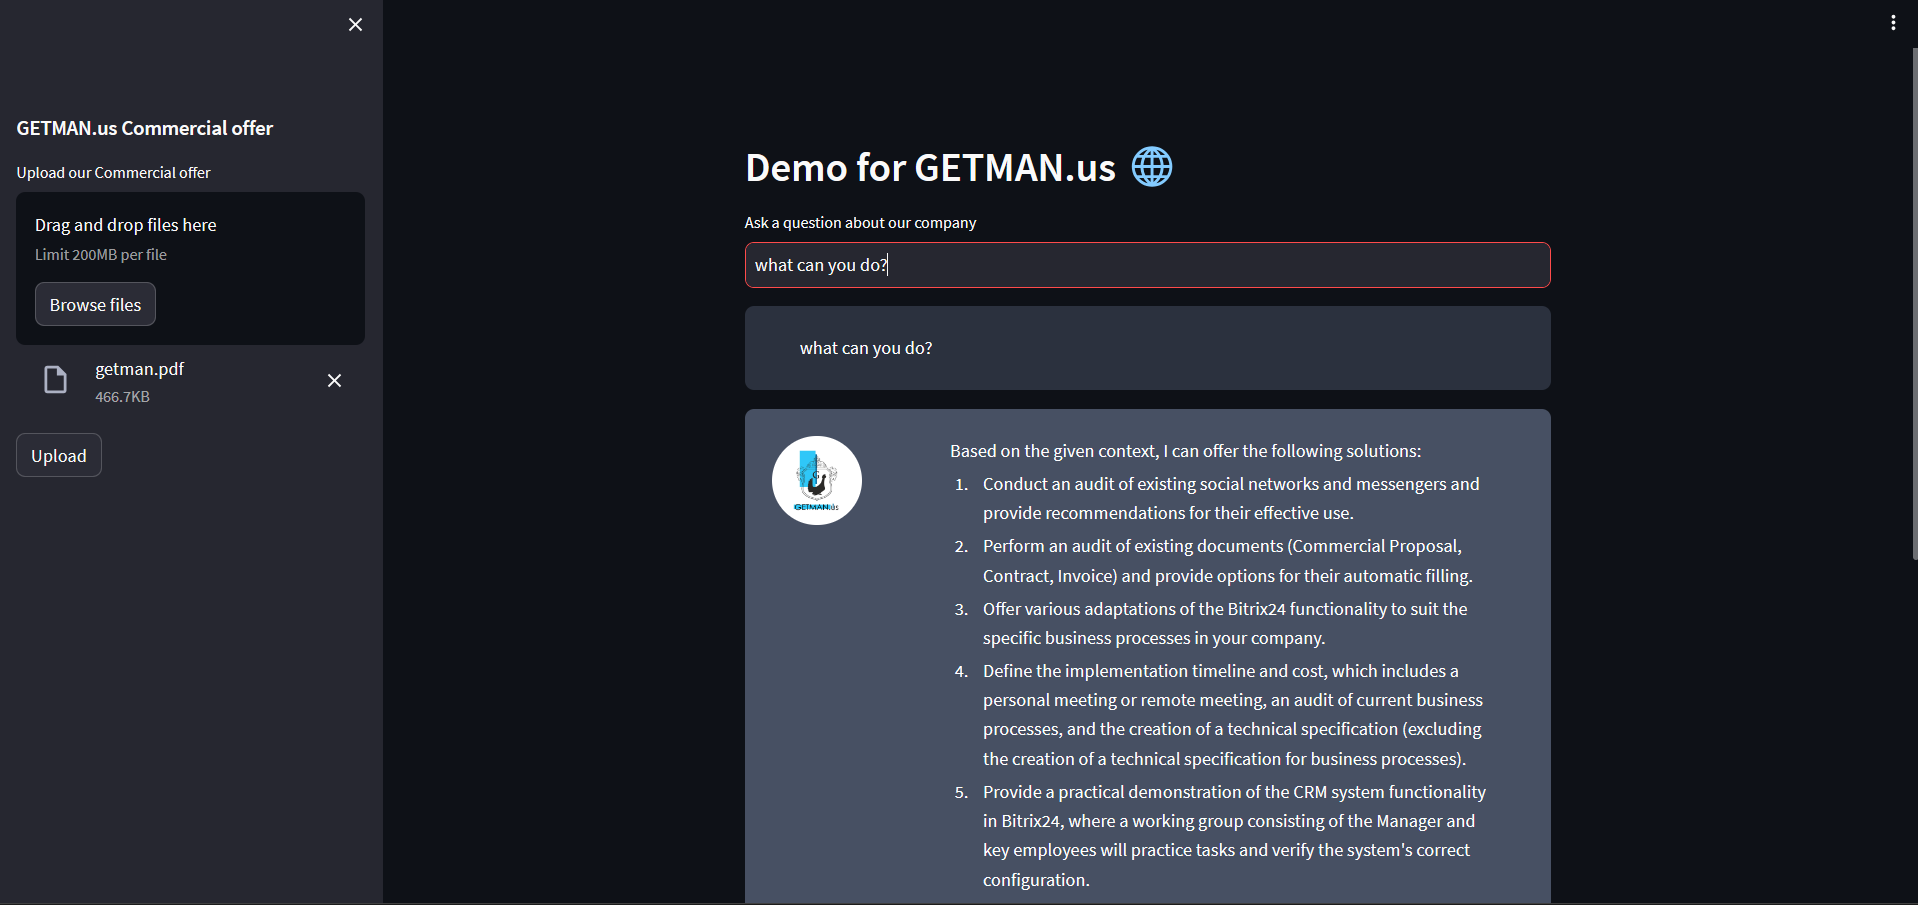 GETMAN.us Commercial offer
Upload our Commercial offer
Drag and drop files here
Limit 200MB per file
Browse files
getman.pdf
466.7KB
Upload
Demo for GETMAN.us
Ask a question about our company
what can you do?
what can you do?
GETMAN.us
Based on the given context, I can offer the following solutions:
1. Conduct an audit of existing social networks and messengers and
provide recommendations for their effective use.
2. Perform an audit of existing documents (Commercial Proposal,
Contract, Invoice) and provide options for their automatic filling.
3. Offer various adaptations of the Bitrix24 functionality to suit the
specific business processes in your company.
4. Define the implementation timeline and cost, which includes a
personal meeting or remote meeting, an audit of current business
processes, and the creation of a technical specification (excluding
the creation of a technical specification for business processes).
5. Provide a practical demonstration of the CRM system functionality
in Bitrix24, where a working group consisting of the Manager and
key employees will practice tasks and verify the system's correct
configuration.